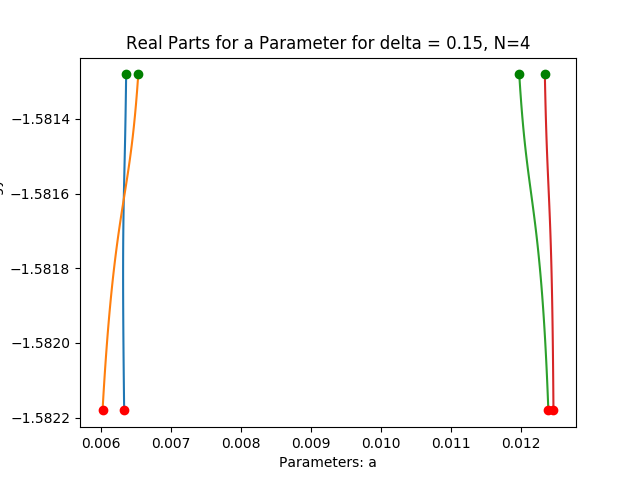 Real Parts for a Parameter for delta = 0.15, N=4
−1.5814
−1.5816
−1.5818
−1.5820
−1.5822
0.006 0.007 0.008 0.009 0.010 0.011 0.012
Parameters: a